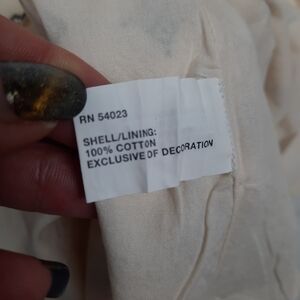 RN 54023
SHELL/LINING:
100% COTTON
EXCLUSIVE OF DECORATION